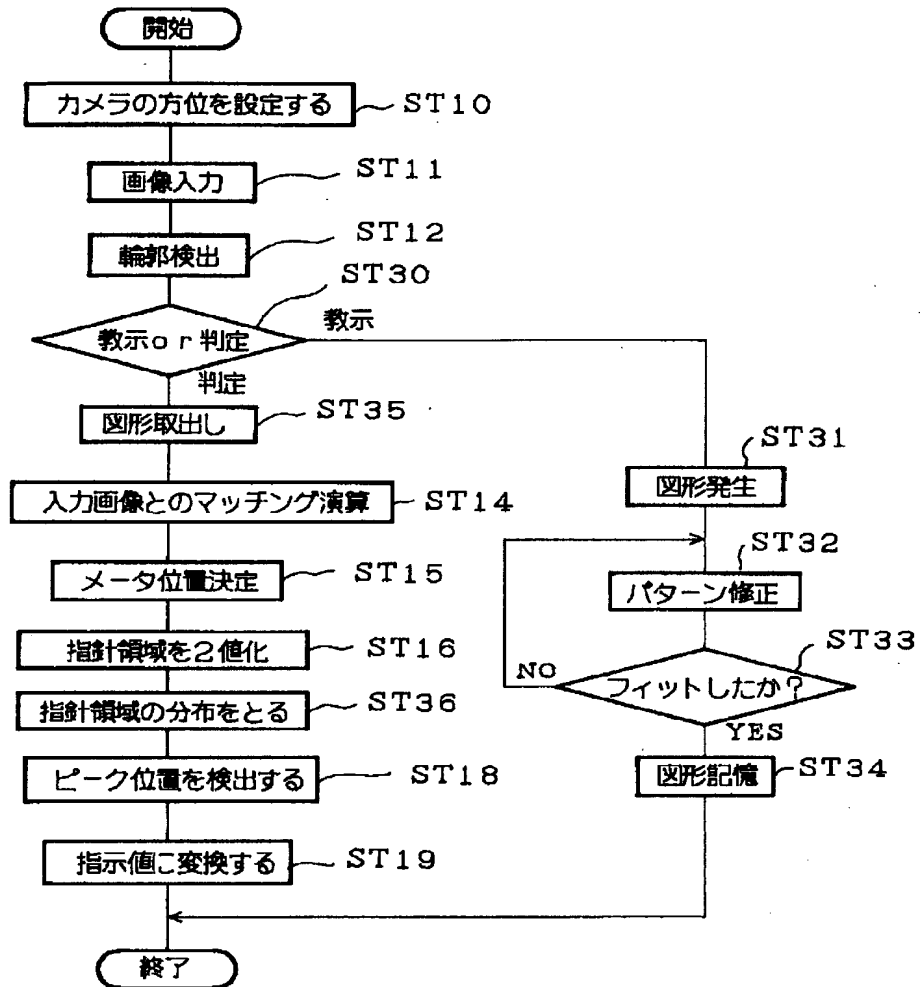 開始
カメラの方位を設定する
ST10
画像入力
ST11
輪郭検出
ST12
ST30
教示or判定
教示
判定
図形取出し
ST35
入力画像とのマッチング演算
ST14
メータ位置決定
ST15
指針領域を2値化
ST16
指針領域の分布をとる
ST36
ピーク位置を検出する
ST18
指示値に変換する
ST19
終了
ST31
図形発生
ST32
パターン修正
ST33
フィットしたか?
NO
YES
図形記憶
ST34